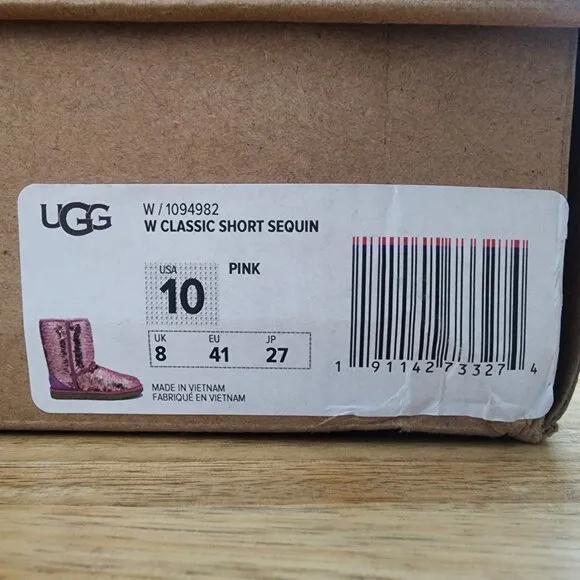 UGG
W / 1094982
W CLASSIC SHORT SEQUIN
USA
10
PINK
UK EU JP
8 41 27
MADE IN VIETNAM
FABRIQUÉ EN VIETNAM
1 91142 73327 4